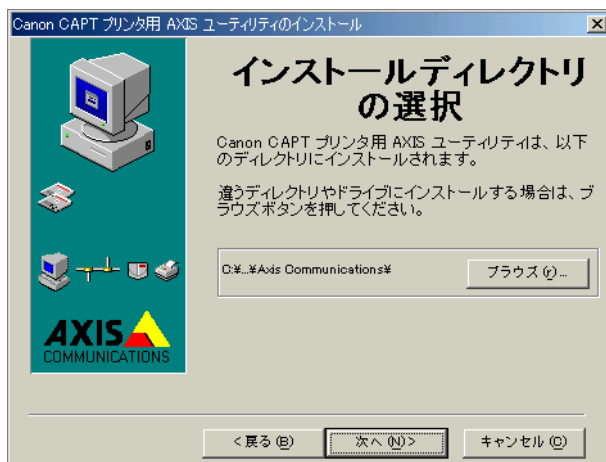 Canon CAPT プリンタ用 AXIS ユーティリティのインストール
インストールディレクトリ
の選択
Canon CAPT プリンタ用 AXIS ユーティリティは、以下
のディレクトリにインストールされます。
違うディレクトリやドライブにインストールする場合は、ブ
ラウズボタンを押してください。
C:¥...¥Axis Communications¥
ブラウズ(r)...
AXIS
COMMUNICATIONS
<戻る(B)
次へ(N)>
キャンセル(C)